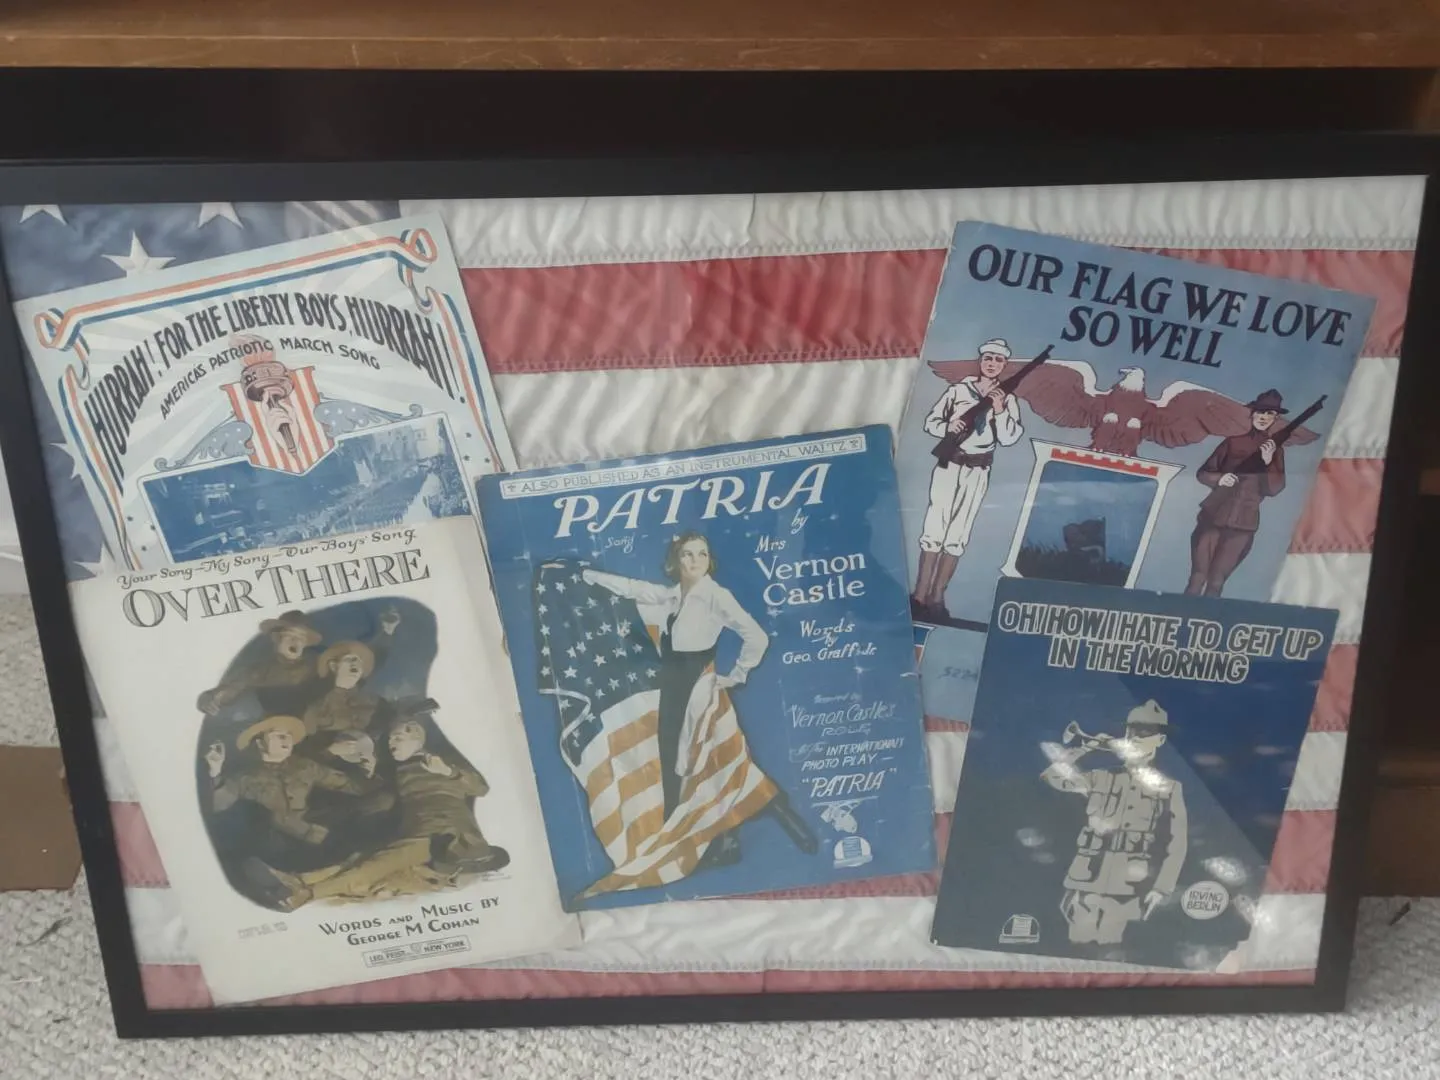 HURRAH! FOR THE LIBERTY BOYS, HURRAH!
AMERICAS PATRIOTIC MARCH SONG
Your Song—My Song—Our Boys' Song
OVER THERE
WORDS AND MUSIC BY
GEORGE M COHAN
LEO. FEIST
NEW YORK
ALSO PUBLISHED AS AN INSTRUMENTAL WALTZ
PATRIA
Song
by
Mrs
Vernon
Castle
Words
by
Geo. Graff Jr.
Vernon Castle's
ROLE
INTERNATIONAL
PHOTO PLAY—
"PATRIA"
OUR FLAG WE LOVE
SO WELL
OH! HOW I HATE TO GET UP
IN THE MORNING
IRVING
BERLIN